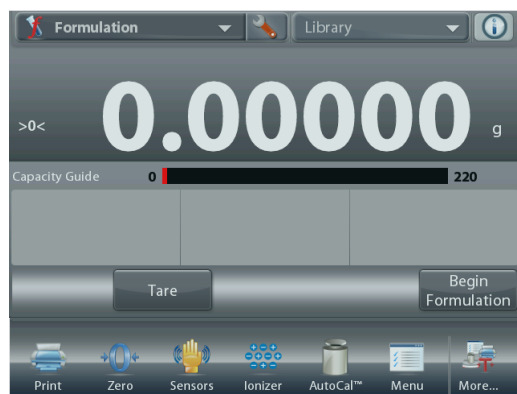 Formulation Library
>0< 0.00000 g
Capacity Guide 0 220
Tare
Begin
Formulation
Print Zero Sensors Ionizer AutoCal™ Menu More...